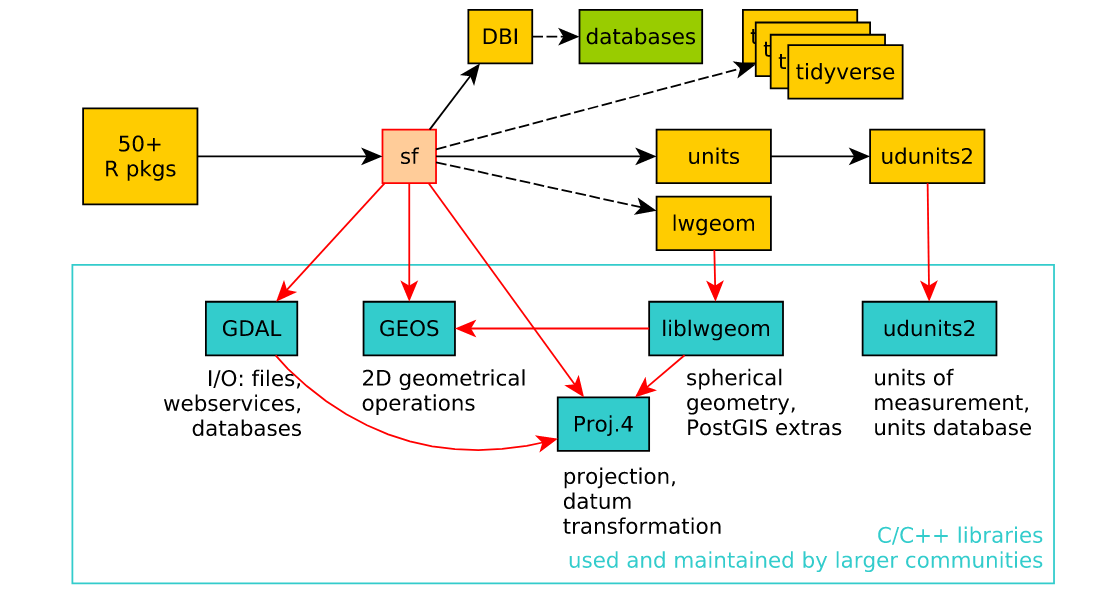 DBI
databases
t
t
t
tidyverse
50+
R pkgs
sf
units
udunits2
lwgeom
GDAL
GEOS
liblwgeom
udunits2
I/O: files,
webservices,
databases
2D geometrical
operations
spherical
geometry,
PostGIS extras
units of
measurement,
units database
Proj.4
projection,
datum
transformation
C/C++ libraries
used and maintained by larger communities